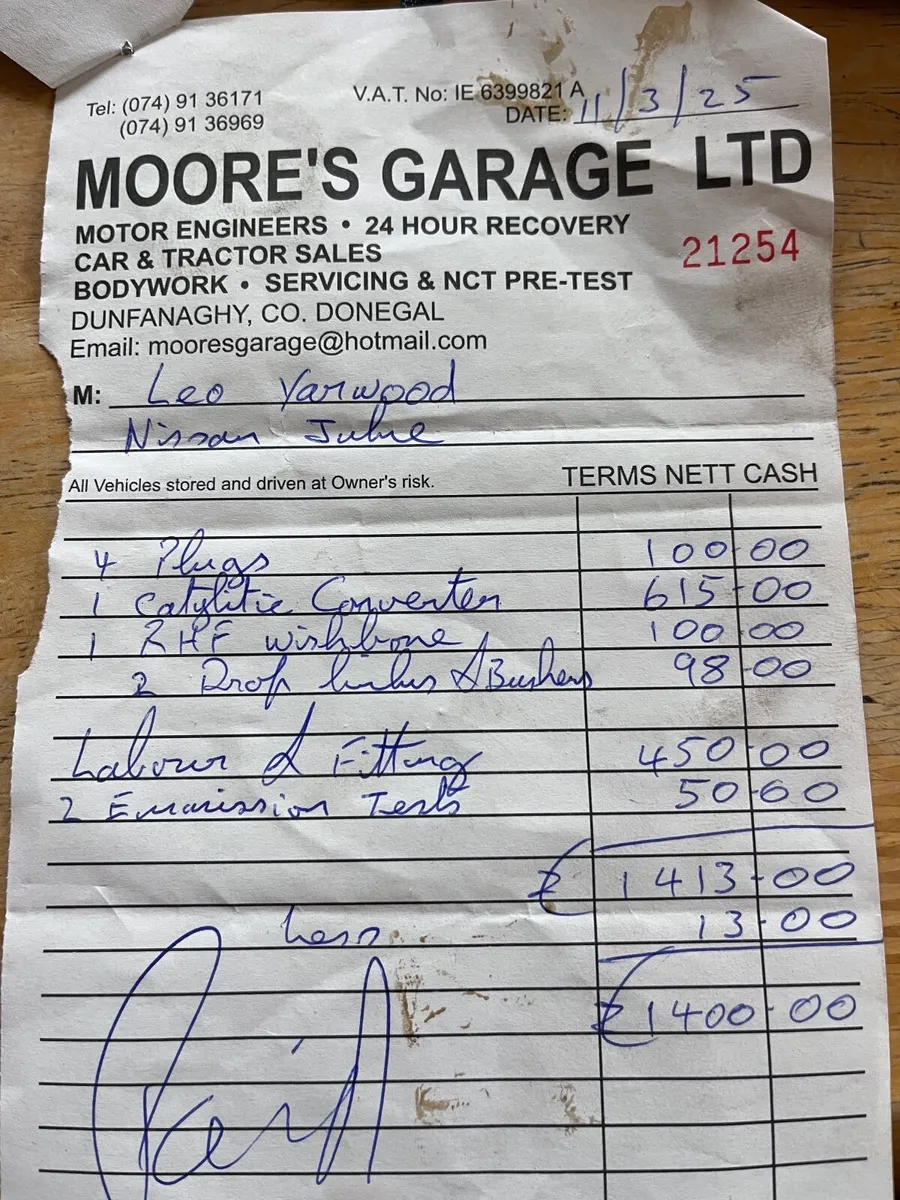 Tel: (074) 91 36171
(074) 91 36969
V.A.T. No: IE 6399821 A
DATE: 11/3/25
MOORE'S GARAGE LTD
MOTOR ENGINEERS • 24 HOUR RECOVERY
CAR & TRACTOR SALES
21254
BODYWORK • SERVICING & NCT PRE-TEST
DUNFANAGHY, CO. DONEGAL
Email: mooresgarage@hotmail.com
M: Leo Yarwood
Nissan Juke
All Vehicles stored and driven at Owner's risk. TERMS NETT CASH
4 Plugs 100-00
1 Catylitic Converter 615-00
1 RHF wishbone 100.00
2 Drop links & Bushes 98-00
Labour & Fitting 450-00
2 Emmission Tests 50-00
€ 1413-00
Less 13-00
€1400-00
Paid